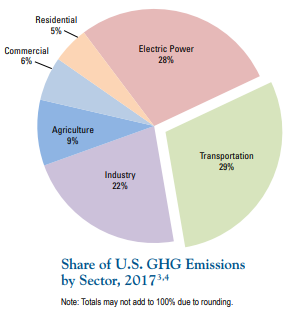 Residential
5%
Commercial
6%
Electric Power
28%
Agriculture
9%
Transportation
29%
Industry
22%
Share of U.S. GHG Emissions
by Sector, 2017³,⁴
Note: Totals may not add to 100% due to rounding.